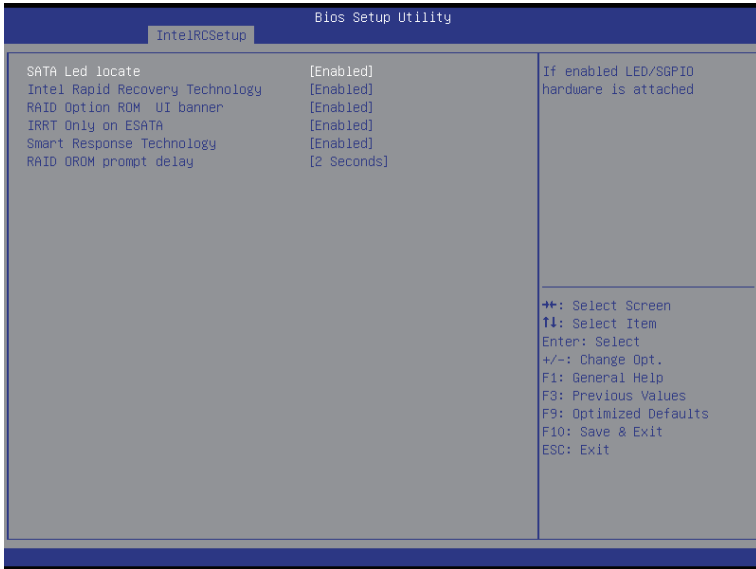 Bios Setup Utility
IntelRCSetup
SATA Led locate [Enabled]
Intel Rapid Recovery Technology [Enabled]
RAID Option ROM UI banner [Enabled]
IRRT Only on ESATA [Enabled]
Smart Response Technology [Enabled]
RAID OROM prompt delay [2 Seconds]
If enabled LED/SGPIO
hardware is attached
→←: Select Screen
↑↓: Select Item
Enter: Select
+/-: Change Opt.
F1: General Help
F3: Previous Values
F9: Optimized Defaults
F10: Save & Exit
ESC: Exit